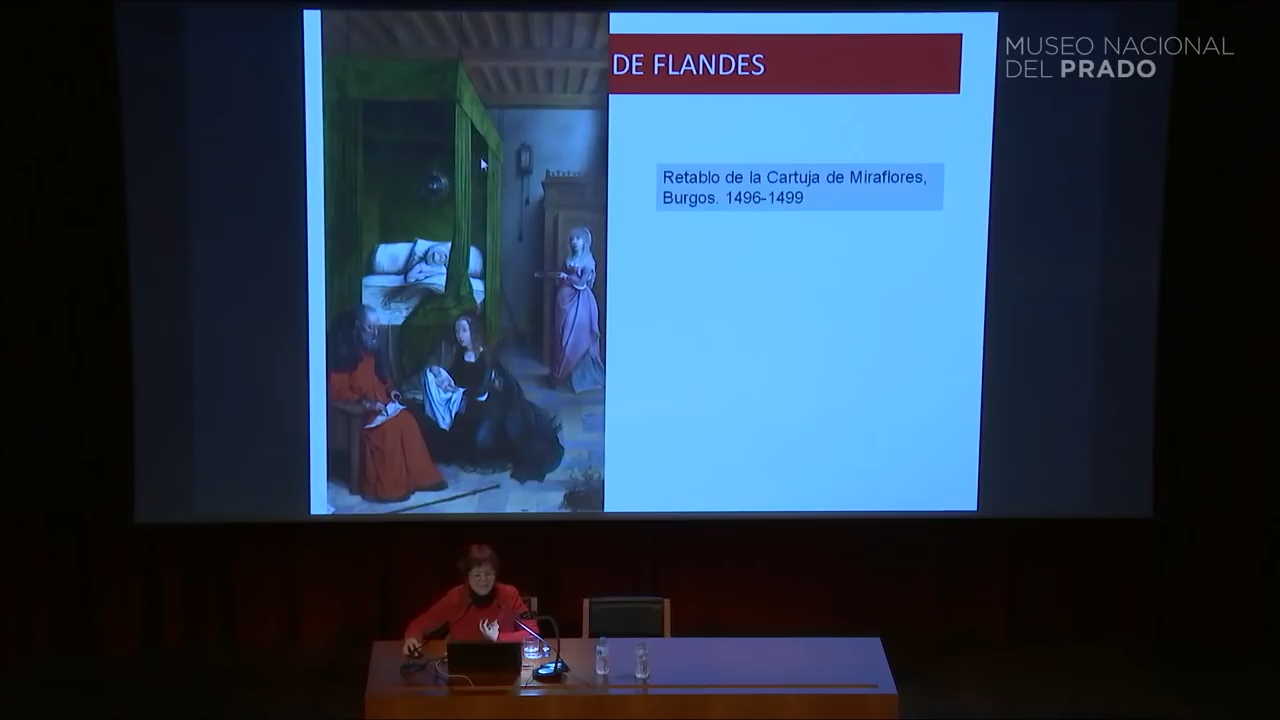 DE FLANDES
MUSEO NACIONAL
DEL PRADO
Retablo de la Cartuja de Miraflores,
Burgos. 1496-1499